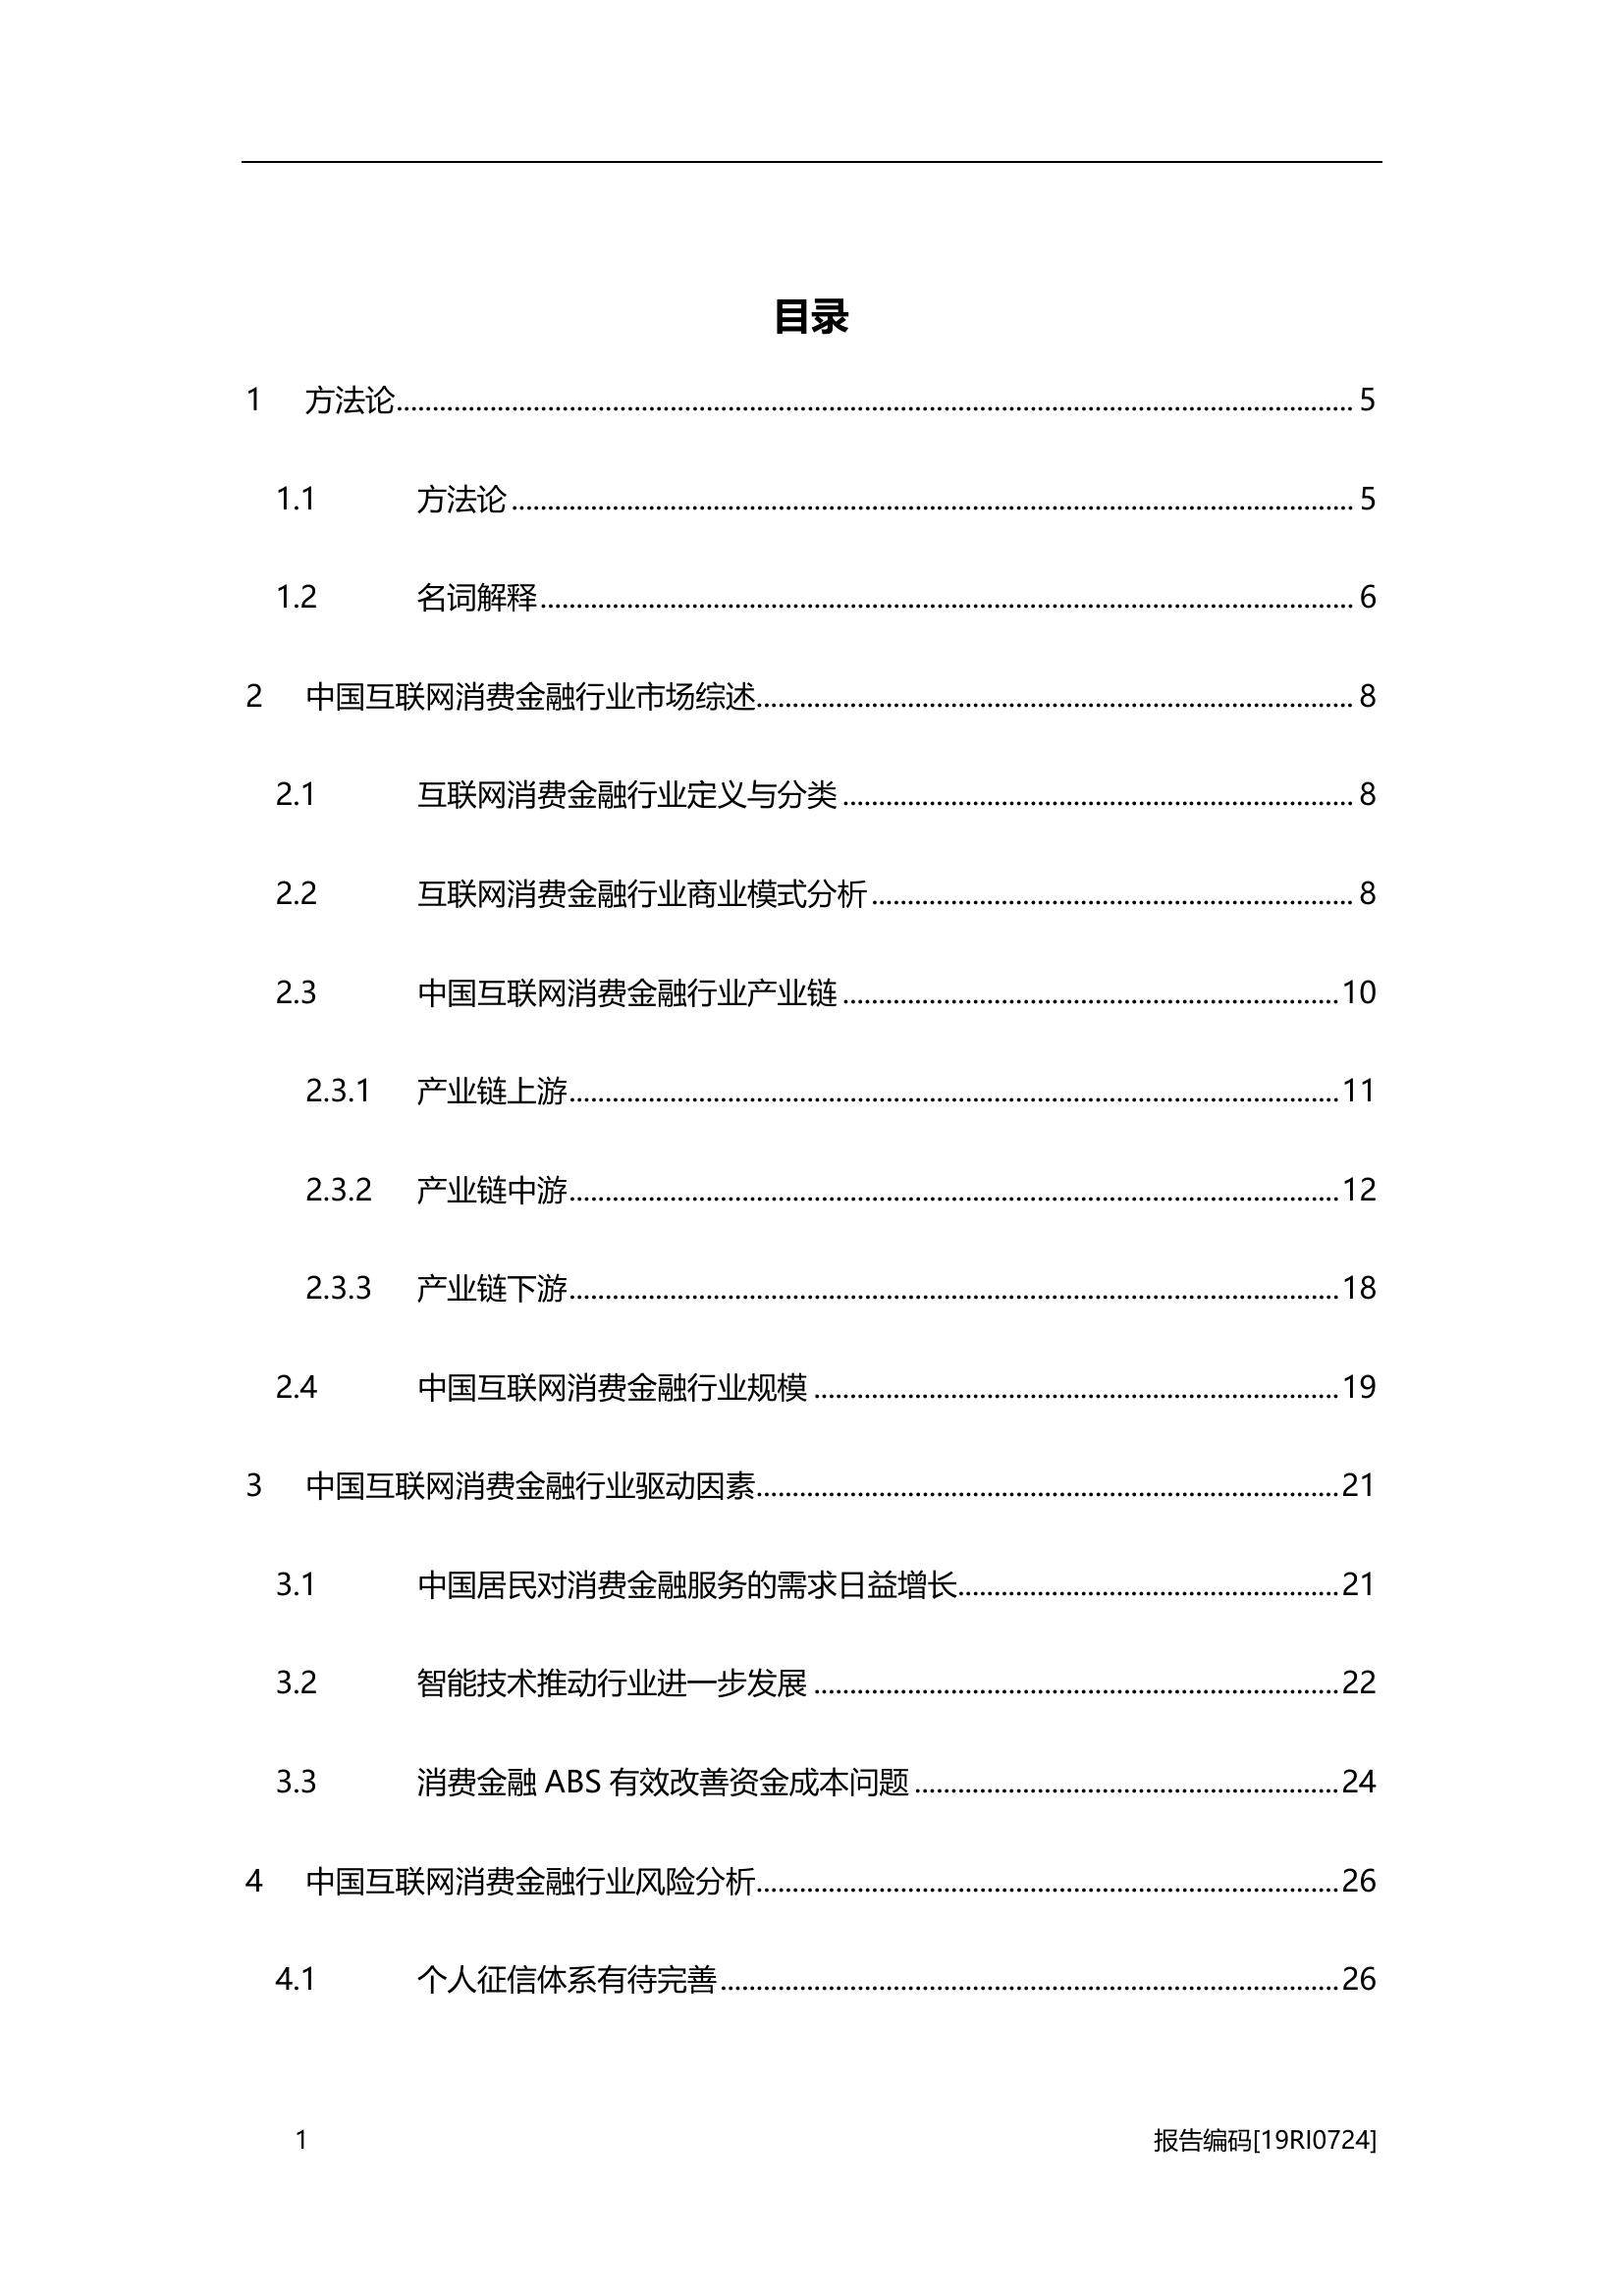 目录
1 方法论 5
1.1 方法论 5
1.2 名词解释 6
2 中国互联网消费金融行业市场综述 8
2.1 互联网消费金融行业定义与分类 8
2.2 互联网消费金融行业商业模式分析 8
2.3 中国互联网消费金融行业产业链 10
2.3.1 产业链上游 11
2.3.2 产业链中游 12
2.3.3 产业链下游 18
2.4 中国互联网消费金融行业规模 19
3 中国互联网消费金融行业驱动因素 21
3.1 中国居民对消费金融服务的需求日益增长 21
3.2 智能技术推动行业进一步发展 22
3.3 消费金融 ABS 有效改善资金成本问题 24
4 中国互联网消费金融行业风险分析 26
4.1 个人征信体系有待完善 26
1 报告编码[19RI0724]